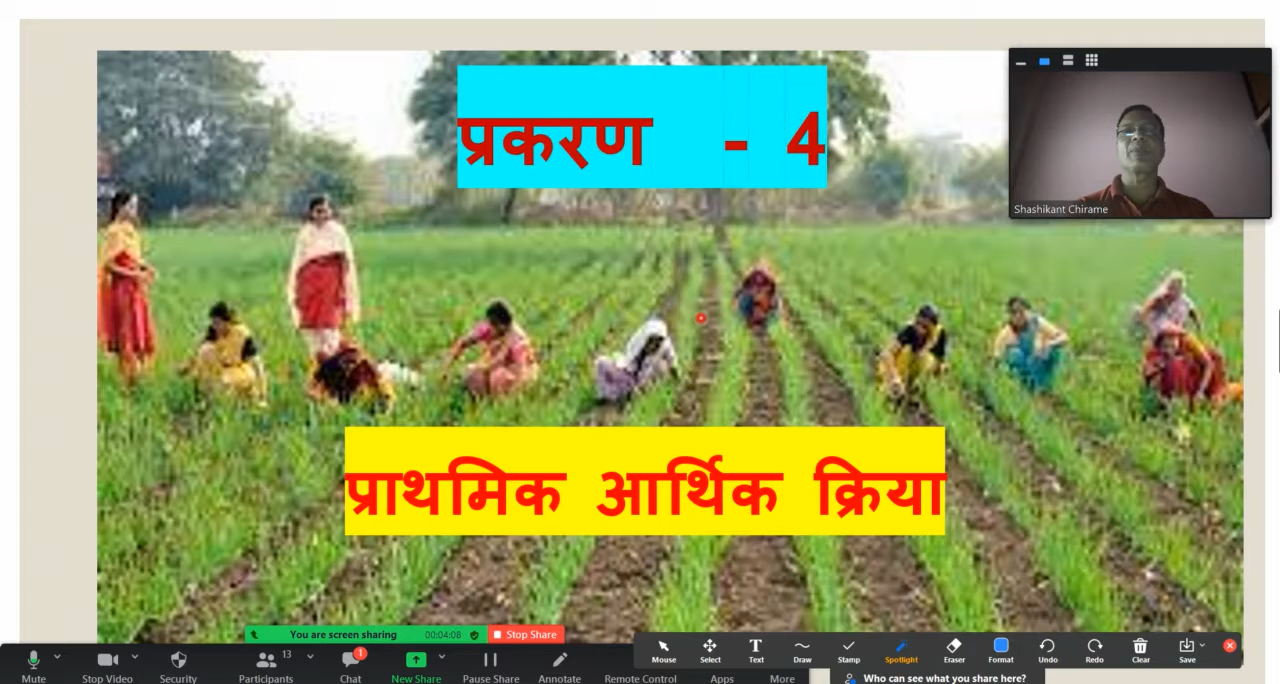 प्रकरण - 4
Shashikant Chirame
प्राथमिक आर्थिक क्रिया
You are screen sharing 00:04:08 Stop Share
Mouse Select Text Draw Stamp Spotlight Eraser Format Undo Redo Clear Save
Mute Stop Video Security Participants 13 Chat 1 New Share Pause Share Annotate Remote Control Apps More
Who can see what you share here?